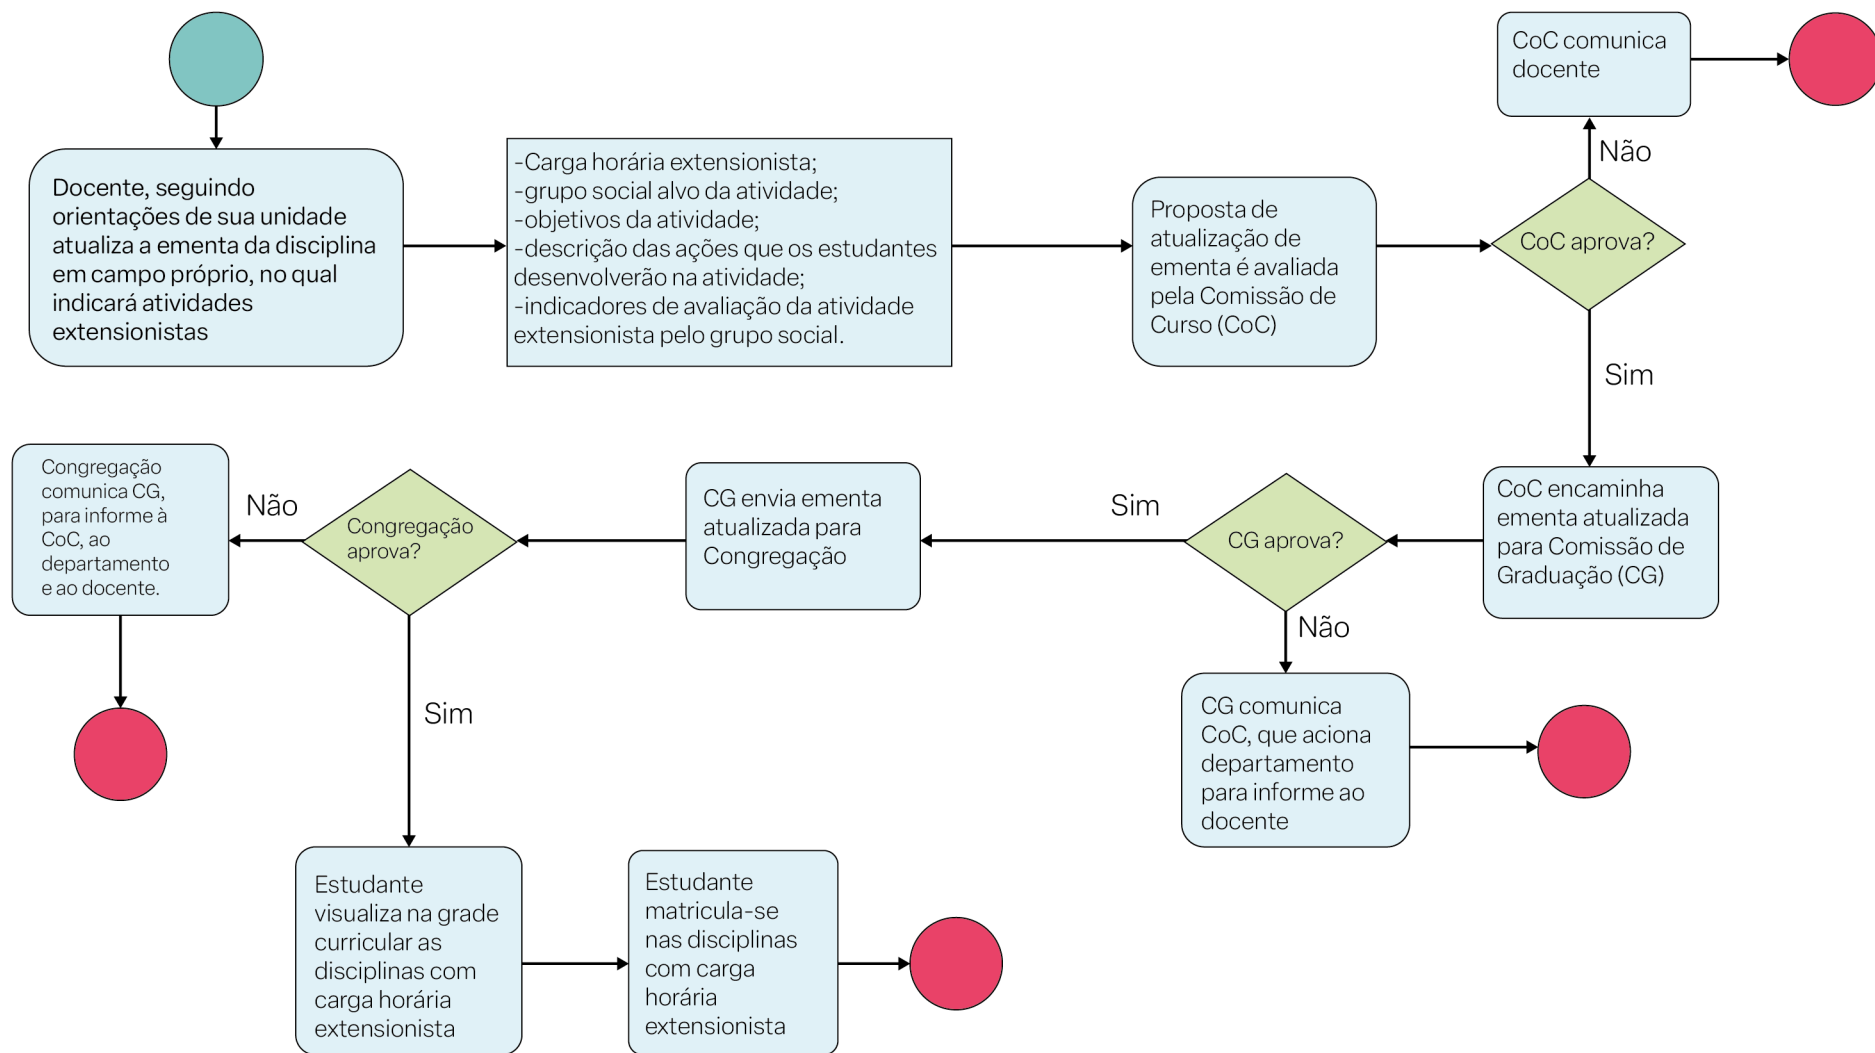 Docente, seguindo
orientações de sua unidade
atualiza a ementa da disciplina
em campo próprio, no qual
indicará atividades
extensionistas
-Carga horária extensionista;
-grupo social alvo da atividade;
-objetivos da atividade;
-descrição das ações que os estudantes
desenvolverão na atividade;
-indicadores de avaliação da atividade
extensionista pelo grupo social.
Proposta de
atualização de
ementa é avaliada
pela Comissão de
Curso (CoC)
CoC aprova?
Não
CoC comunica
docente
Sim
CoC encaminha
ementa atualizada
para Comissão de
Graduação (CG)
CG aprova?
Não
CG comunica
CoC, que aciona
departamento
para informe ao
docente
Sim
CG envia ementa
atualizada para
Congregação
Congregação
aprova?
Não
Congregação
comunica CG,
para informe à
CoC, ao
departamento
e ao docente.
Sim
Estudante
visualiza na grade
curricular as
disciplinas com
carga horária
extensionista
Estudante
matricula-se
nas disciplinas
com carga
horária
extensionista